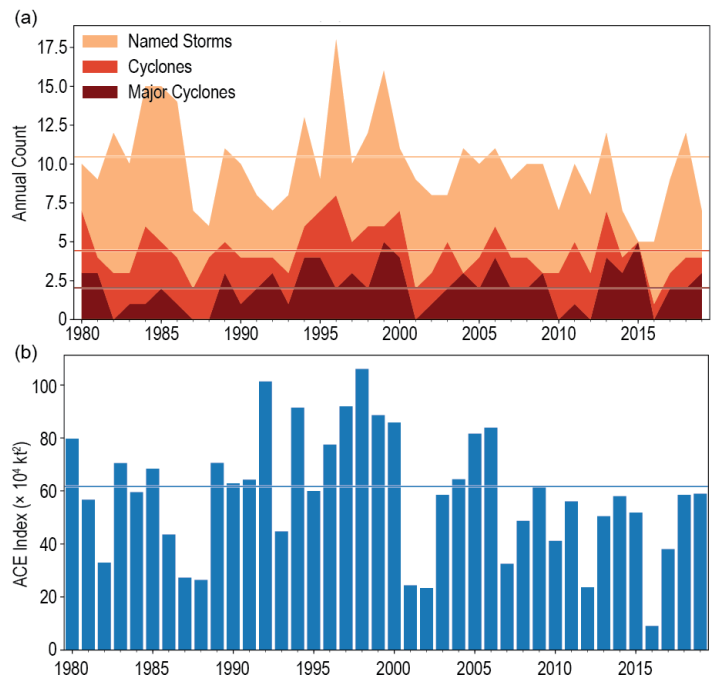 (a)
Named Storms
Cyclones
Major Cyclones
Annual Count
17.5
15.0
12.5
10.0
7.5
5
2.5
0
1980 1985 1990 1995 2000 2005 2010 2015
(b)
ACE Index (× 10⁴ kt²)
100
80
60
40
20
0
1980 1985 1990 1995 2000 2005 2010 2015